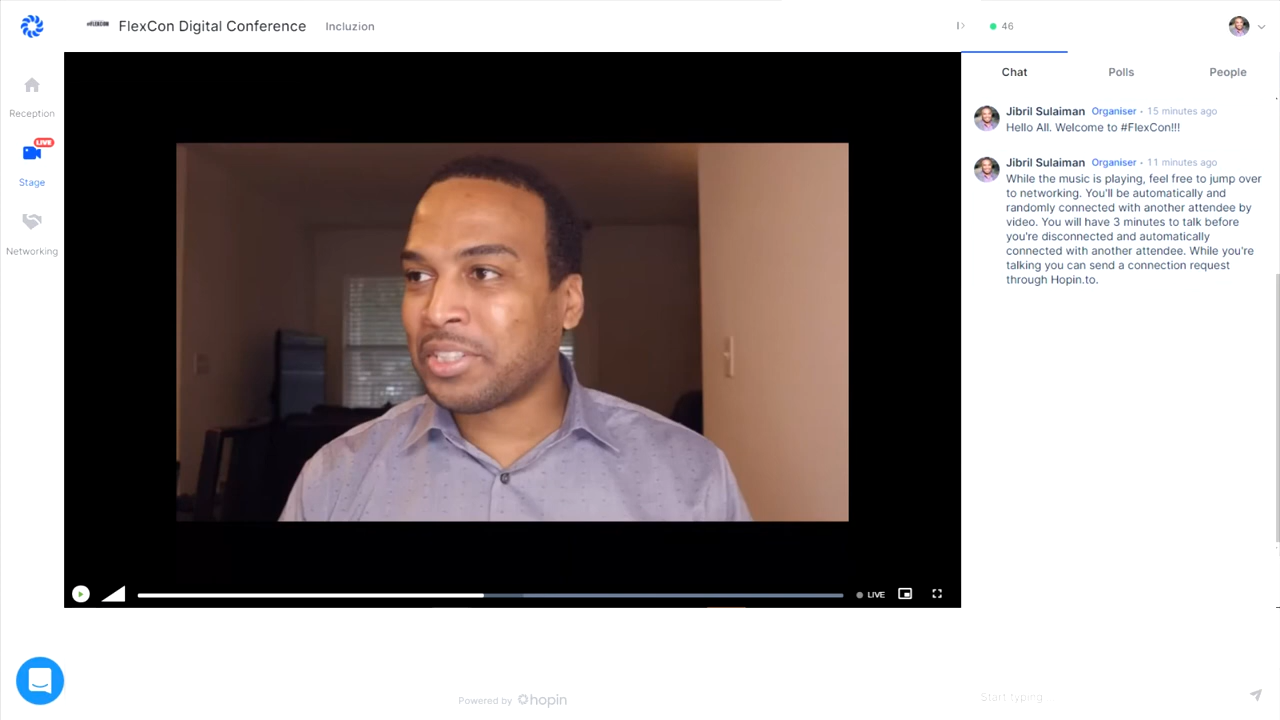 #FLEXCON FlexCon Digital Conference Incluzion
46
Reception
LIVE
Stage
Networking
Chat Polls People
Jibril Sulaiman Organiser • 15 minutes ago
Hello All. Welcome to #FlexCon!!!
Jibril Sulaiman Organiser • 11 minutes ago
While the music is playing, feel free to jump over
to networking. You'll be automatically and
randomly connected with another attendee by
video. You will have 3 minutes to talk before
you're disconnected and automatically
connected with another attendee. While you're
talking you can send a connection request
through Hopin.to.
LIVE
Powered by hopin
Start typing